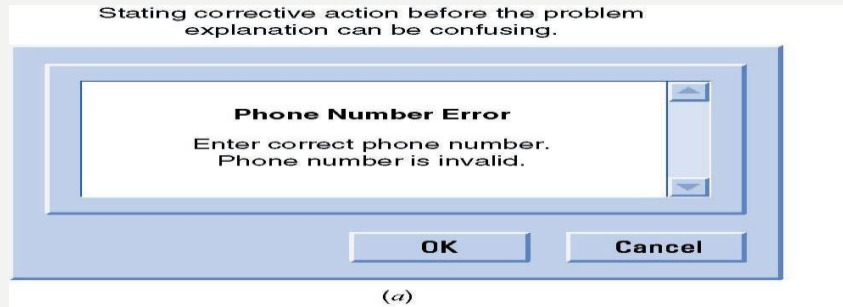 Stating corrective action before the problem
explanation can be confusing.
Phone Number Error
Enter correct phone number.
Phone number is invalid.
OK
Cancel
(a)